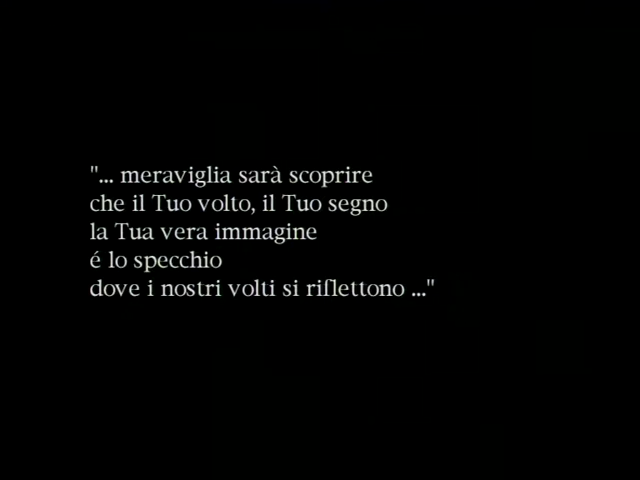 "... meraviglia sarà scoprire
che il Tuo volto, il Tuo segno
la Tua vera immagine
é lo specchio
dove i nostri volti si riflettono ..."